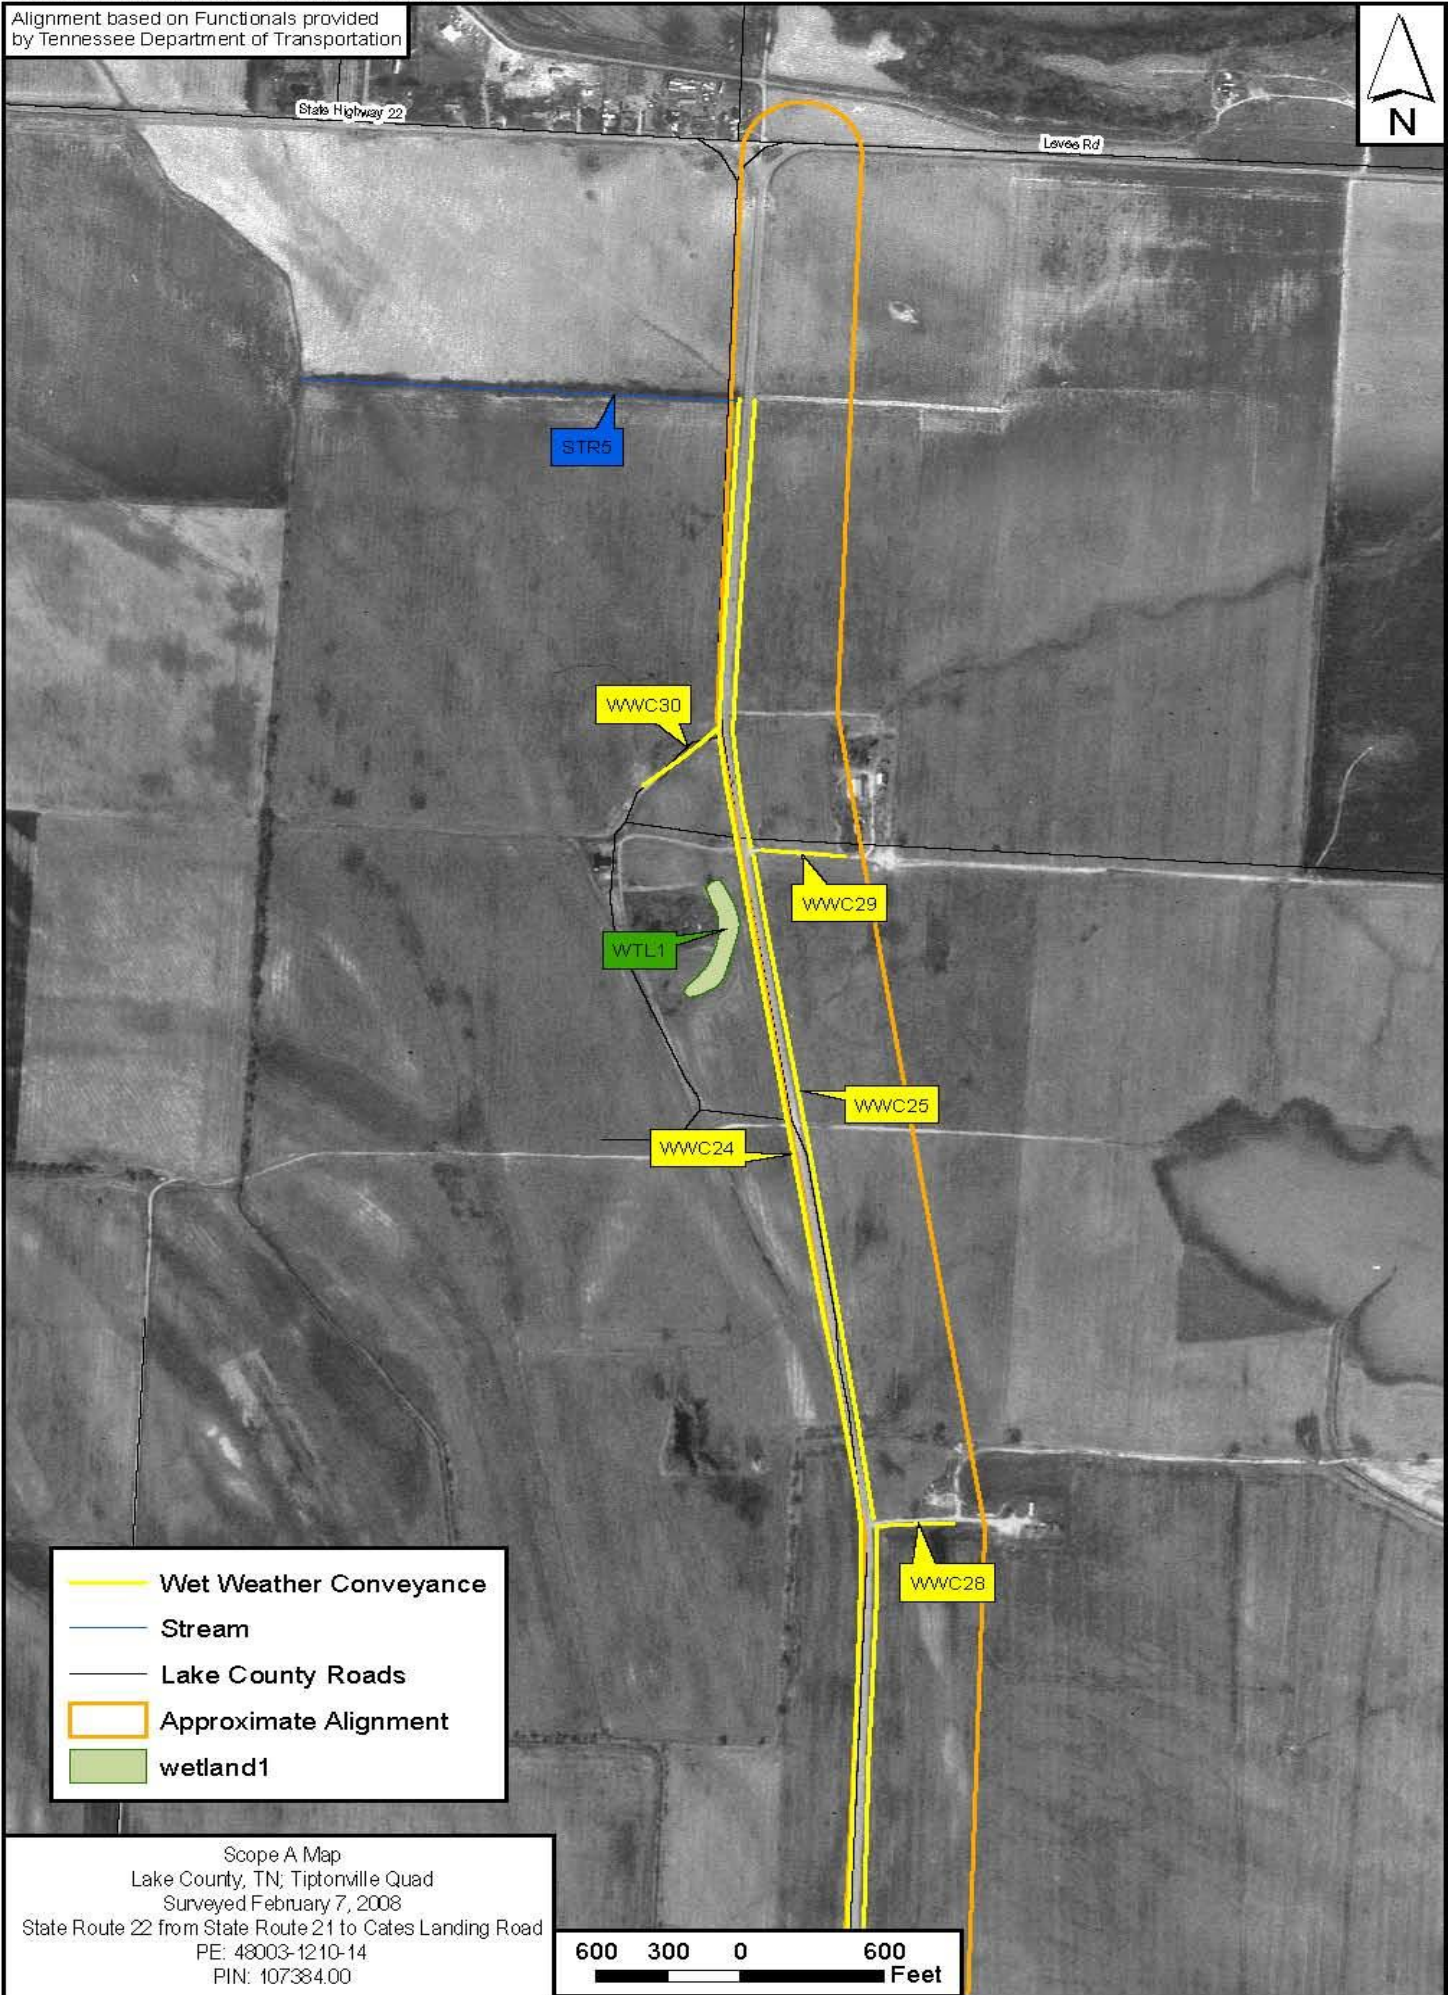 Alignment based on Functionals provided
by Tennessee Department of Transportation
N
State Highway 22
Levee Rd
STR5
WWC30
WWC29
WTL1
WWC25
WWC24
WWC28
Wet Weather Conveyance
Stream
Lake County Roads
Approximate Alignment
wetland1
Scope A Map
Lake County, TN; Tiptonville Quad
Surveyed February 7, 2008
State Route 22 from State Route 21 to Cates Landing Road
PE: 48003-1210-14
PIN: 107384.00
600 300 0 600
Feet